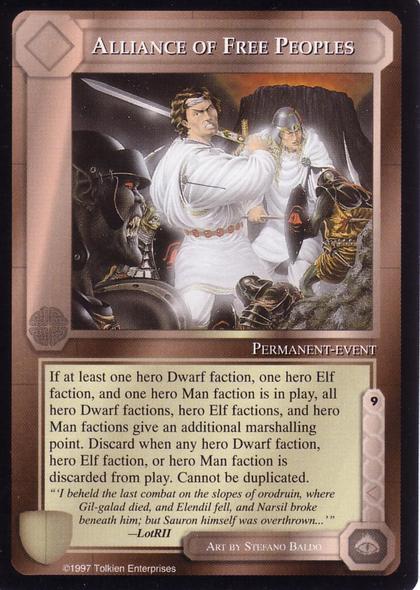 ALLIANCE OF FREE PEOPLES
PERMANENT-EVENT
If at least one hero Dwarf faction, one hero Elf
faction, and one hero Man faction is in play, all
hero Dwarf factions, hero Elf factions, and hero
Man factions give an additional marshalling
point. Discard when any hero Dwarf faction,
hero Elf faction, or hero Man faction is
discarded from play. Cannot be duplicated.
"'I beheld the last combat on the slopes of orodruin, where
Gil-galad died, and Elendil fell, and Narsil broke
beneath him; but Sauron himself was overthrown...'"
—LotRII
9
ART BY STEFANO BALDO
©1997 Tolkien Enterprises